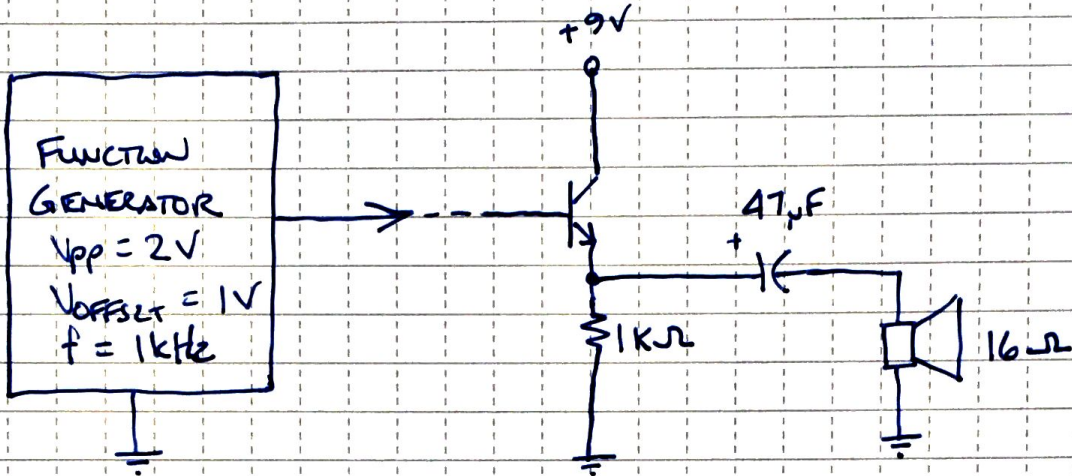 +9V
FUNCTION
GENERATOR
Vpp = 2V
VOFFSET = 1V
f = 1kHz
47μF
+
1kΩ
16Ω